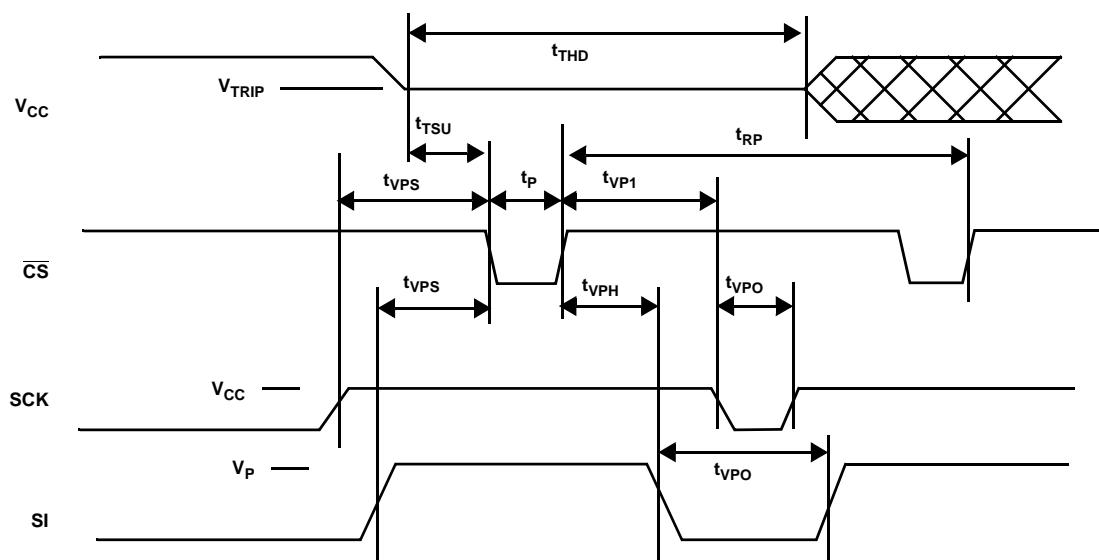 tTHD
VTRIP
VCC
tTSU
tRP
tVPS
tP
tVP1
CS
tVPS
tVPH
tVPO
VCC
SCK
VP
tVPO
SI